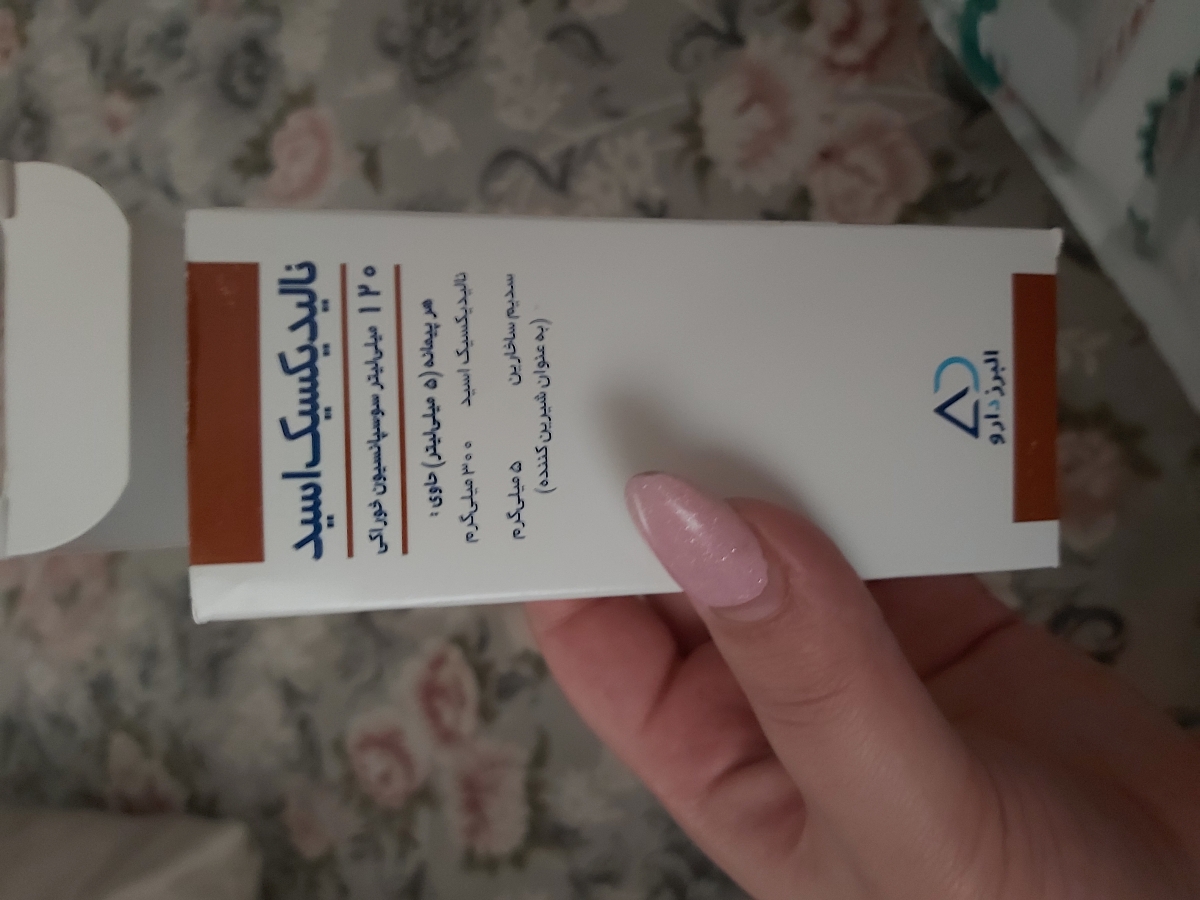 نالیدیکسیک اسید
۱۲۰ میلی‌لیتر سوسپانسیون خوراکی
هر پیمانه (۵ میلی‌لیتر) حاوی :
نالیدیکسیک اسید ۳۰۰ میلی‌گرم
سدیم ساخارین ۵ میلی‌گرم
(به عنوان شیرین‌کننده)
البرز دارو